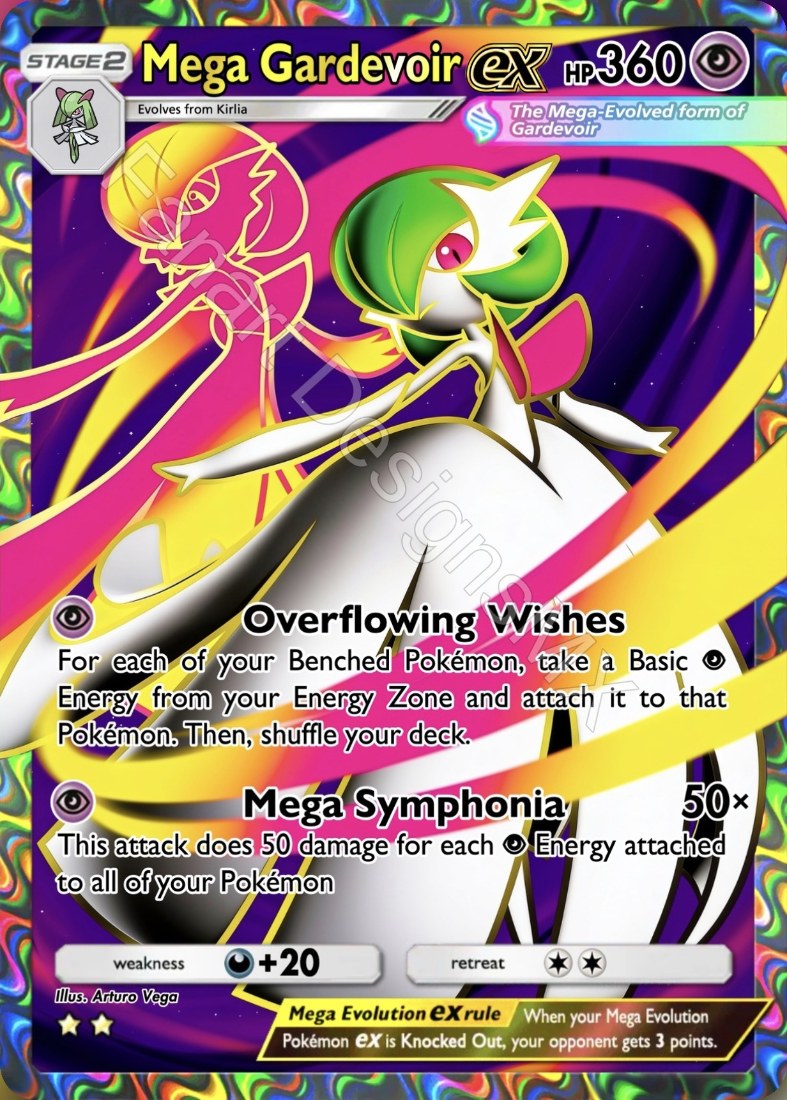 STAGE2
Mega Gardevoir ex
HP360
Evolves from Kirlia
The Mega-Evolved form of
Gardevoir
Fenart Designs MX
Overflowing Wishes
For each of your Benched Pokémon, take a Basic
Energy from your Energy Zone and attach it to that
Pokémon. Then, shuffle your deck.
Mega Symphonia 50×
This attack does 50 damage for each Energy attached
to all of your Pokémon
weakness +20
retreat
Illus. Arturo Vega
Mega Evolution ex rule When your Mega Evolution
Pokémon ex is Knocked Out, your opponent gets 3 points.